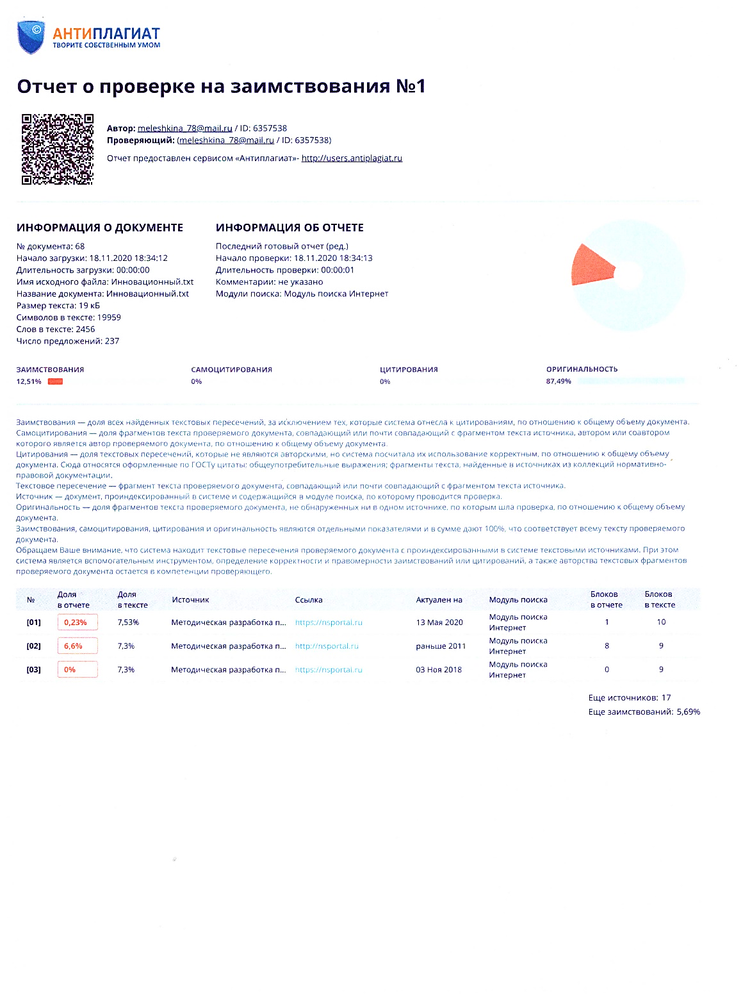 АНТИПЛАГИАТ
ТВОРИТЕ СОБСТВЕННЫМ УМОМ
Отчет о проверке на заимствования №1
Автор: meleshkina_78@mail.ru / ID: 6357538
Проверяющий: (meleshkina_78@mail.ru / ID: 6357538)
Отчет предоставлен сервисом «Антиплагиат»- http://users.antiplagiat.ru
ИНФОРМАЦИЯ О ДОКУМЕНТЕ
№ документа: 68
Начало загрузки: 18.11.2020 18:34:12
Длительность загрузки: 00:00:00
Имя исходного файла: Инновационный.txt
Название документа: Инновационный.txt
Размер текста: 19 кБ
Символов в тексте: 19959
Слов в тексте: 2456
Число предложений: 237
ИНФОРМАЦИЯ ОБ ОТЧЕТЕ
Последний готовый отчет (ред.)
Начало проверки: 18.11.2020 18:34:13
Длительность проверки: 00:00:01
Комментарии: не указано
Модули поиска: Модуль поиска Интернет
ЗАИМСТВОВАНИЯ
12,51%
САМОЦИТИРОВАНИЯ
0%
ЦИТИРОВАНИЯ
0%
ОРИГИНАЛЬНОСТЬ
87,49%
Заимствования — доля всех найденных текстовых пересечений, за исключением тех, которые система отнесла к цитированиям, по отношению к общему объему документа.
Самоцитирования — доля фрагментов текста проверяемого документа, совпадающий или почти совпадающий с фрагментом текста источника, автором или соавтором
которого является автор проверяемого документа, по отношению к общему объему документа.
Цитирования — доля текстовых пересечений, которые не являются авторскими, но система посчитала их использование корректным, по отношению к общему объему
документа. Сюда относятся оформленные по ГОСТу цитаты; общеупотребительные выражения; фрагменты текста, найденные в источниках из коллекций нормативно-
правовой документации.
Текстовое пересечение — фрагмент текста проверяемого документа, совпадающий или почти совпадающий с фрагментом текста источника.
Источник — документ, проиндексированный в системе и содержащийся в модуле поиска, по которому проводится проверка.
Оригинальность — доля фрагментов текста проверяемого документа, не обнаруженных ни в одном источнике, по которым шла проверка, по отношению к общему объему
документа.
Заимствования, самоцитирования, цитирования и оригинальность являются отдельными показателями и в сумме дают 100%, что соответствует всему тексту проверяемого
документа.
Обращаем Ваше внимание, что система находит текстовые пересечения проверяемого документа с проиндексированными в системе текстовыми источниками. При этом
система является вспомогательным инструментом, определение корректности и правомерности заимствований или цитирований, а также авторства текстовых фрагментов
проверяемого документа остается в компетенции проверяющего.
№ Доля в отчете Доля в тексте Источник Ссылка Актуален на Модуль поиска Блоков в отчете Блоков в тексте
[01] 0,23% 7,53% Методическая разработка п... https://nsportal.ru 13 Мая 2020 Модуль поиска Интернет 1 10
[02] 6,6% 7,3% Методическая разработка п... http://nsportal.ru раньше 2011 Модуль поиска Интернет 8 9
[03] 0% 7,3% Методическая разработка п... https://nsportal.ru 03 Ноя 2018 Модуль поиска Интернет 0 9
Еще источников: 17
Еще заимствований: 5,69%